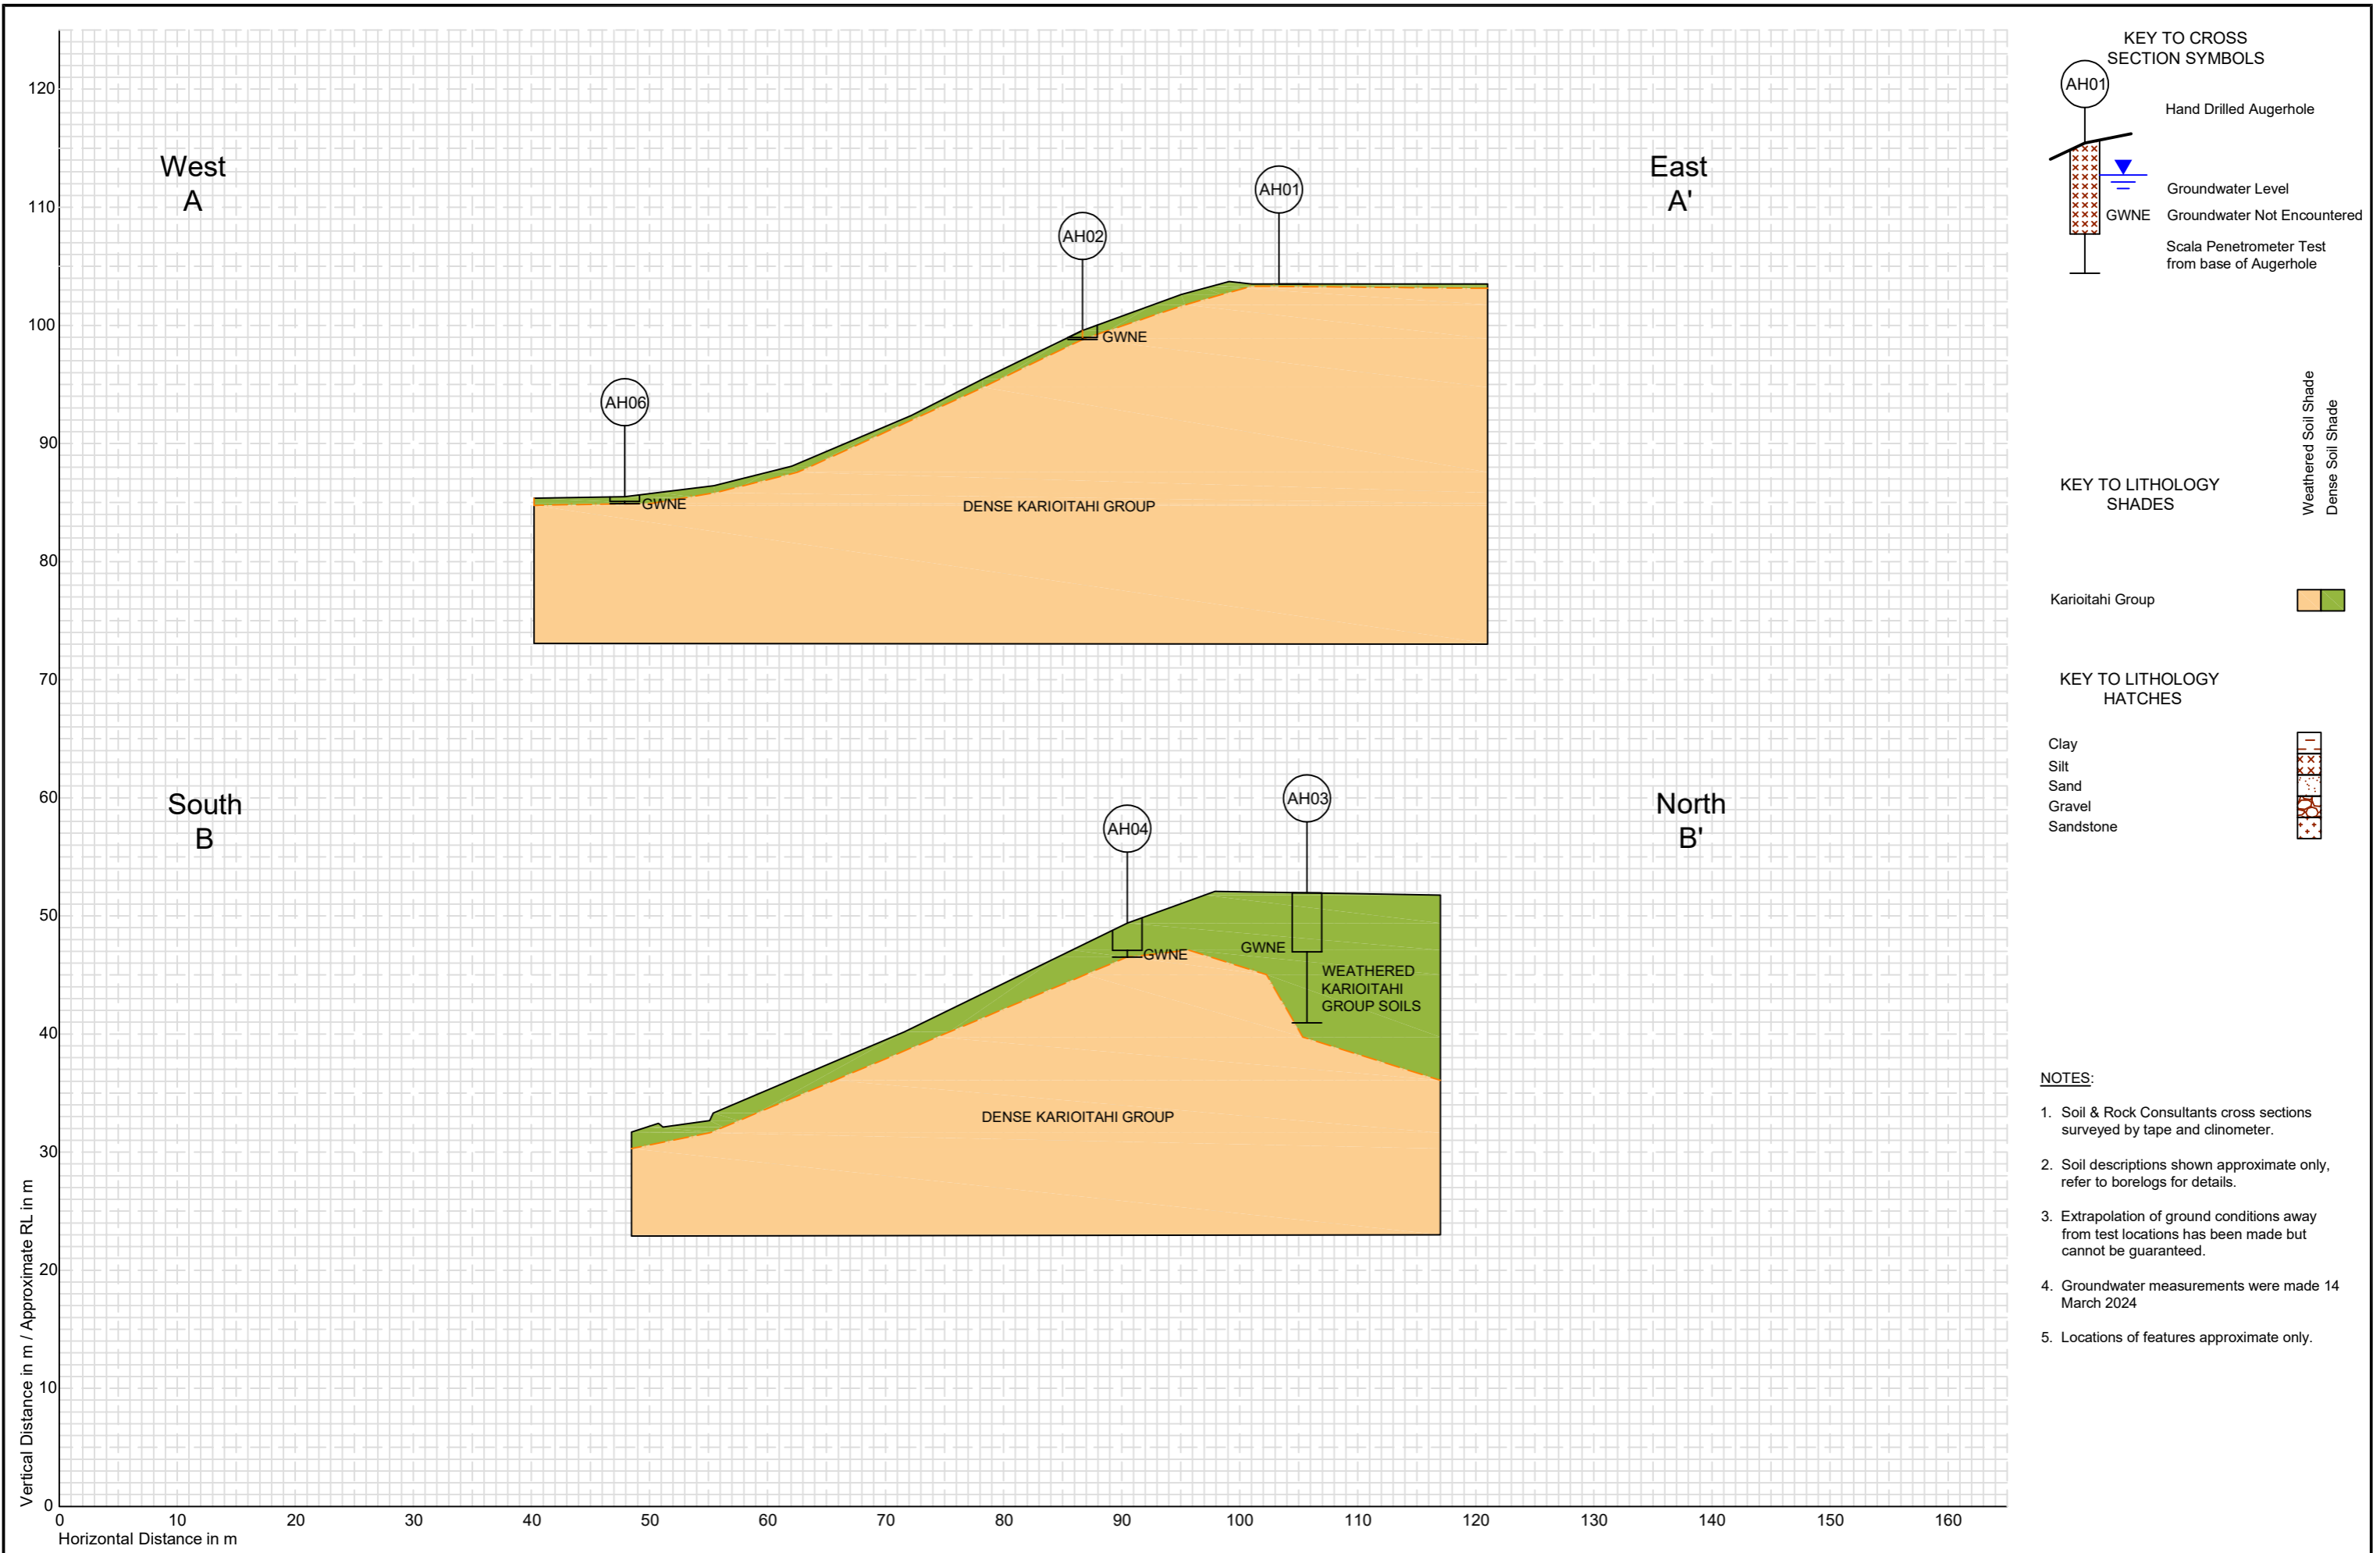 KEY TO CROSS
SECTION SYMBOLS
AH01
Hand Drilled Augerhole
Groundwater Level
GWNE Groundwater Not Encountered
Scala Penetrometer Test
from base of Augerhole
Weathered Soil Shade
Dense Soil Shade
KEY TO LITHOLOGY
SHADES
Karioitahi Group
KEY TO LITHOLOGY
HATCHES
Clay
Silt
Sand
Gravel
Sandstone
NOTES:
1. Soil & Rock Consultants cross sections
surveyed by tape and clinometer.
2. Soil descriptions shown approximate only,
refer to borelogs for details.
3. Extrapolation of ground conditions away
from test locations has been made but
cannot be guaranteed.
4. Groundwater measurements were made 14
March 2024
5. Locations of features approximate only.
West
A
East
A'
AH01
AH02
GWNE
AH06
GWNE
DENSE KARIOITAHI GROUP
South
B
North
B'
AH03
AH04
GWNE
GWNE
WEATHERED
KARIOITAHI
GROUP SOILS
DENSE KARIOITAHI GROUP
120
110
100
90
80
70
60
50
40
30
20
10
0
Vertical Distance in m / Approximate RL in m
0 10 20 30 40 50 60 70 80 90 100 110 120 130 140 150 160
Horizontal Distance in m